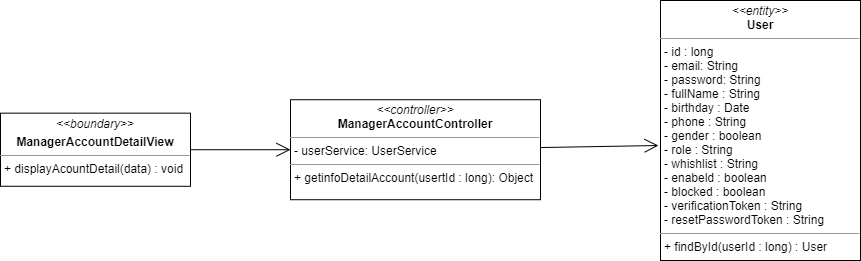 <<boundary>>
ManagerAccountDetailView
+ displayAcountDetail(data) : void
<<controller>>
ManagerAccountController
- userService: UserService
+ getinfoDetailAccount(usertId : long): Object
<<entity>>
User
- id : long
- email: String
- password: String
- fullName : String
- birthday : Date
- phone : String
- gender : boolean
- role : String
- whishlist : String
- enabeld : boolean
- blocked : boolean
- verificationToken : String
- resetPasswordToken : String
+ findById(userId : long) : User